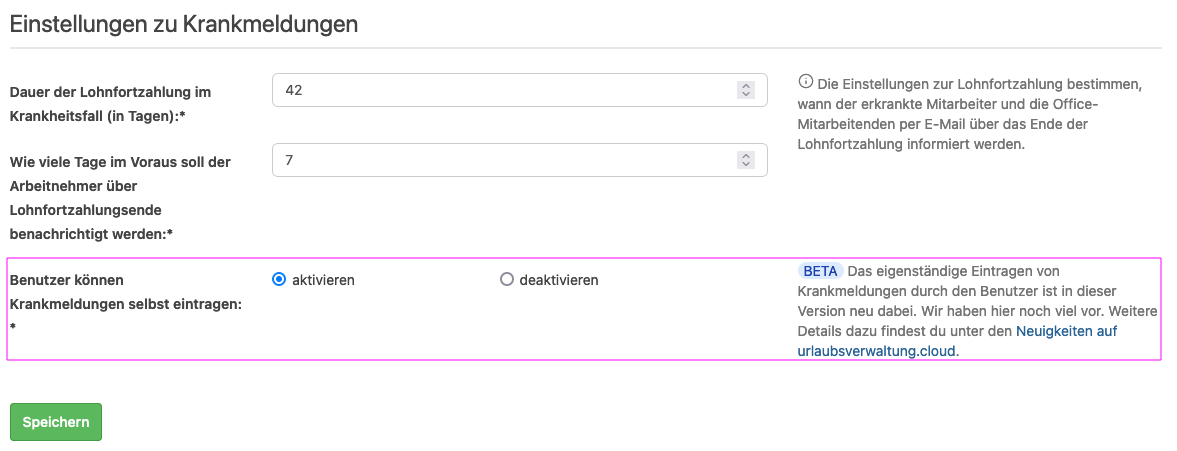 Einstellungen zu Krankmeldungen
Dauer der Lohnfortzahlung im
Krankheitsfall (in Tagen):*
42
Die Einstellungen zur Lohnfortzahlung bestimmen,
wann der erkrankte Mitarbeiter und die Office-
Mitarbeitenden per E-Mail über das Ende der
Lohnfortzahlung informiert werden.
Wie viele Tage im Voraus soll der
Arbeitnehmer über
Lohnfortzahlungsende
benachrichtigt werden:*
7
Benutzer können
Krankmeldungen selbst eintragen:
*
aktivieren
deaktivieren
BETA Das eigenständige Eintragen von
Krankmeldungen durch den Benutzer ist in dieser
Version neu dabei. Wir haben hier noch viel vor. Weitere
Details dazu findest du unter den Neuigkeiten auf
urlaubsverwaltung.cloud.
Speichern